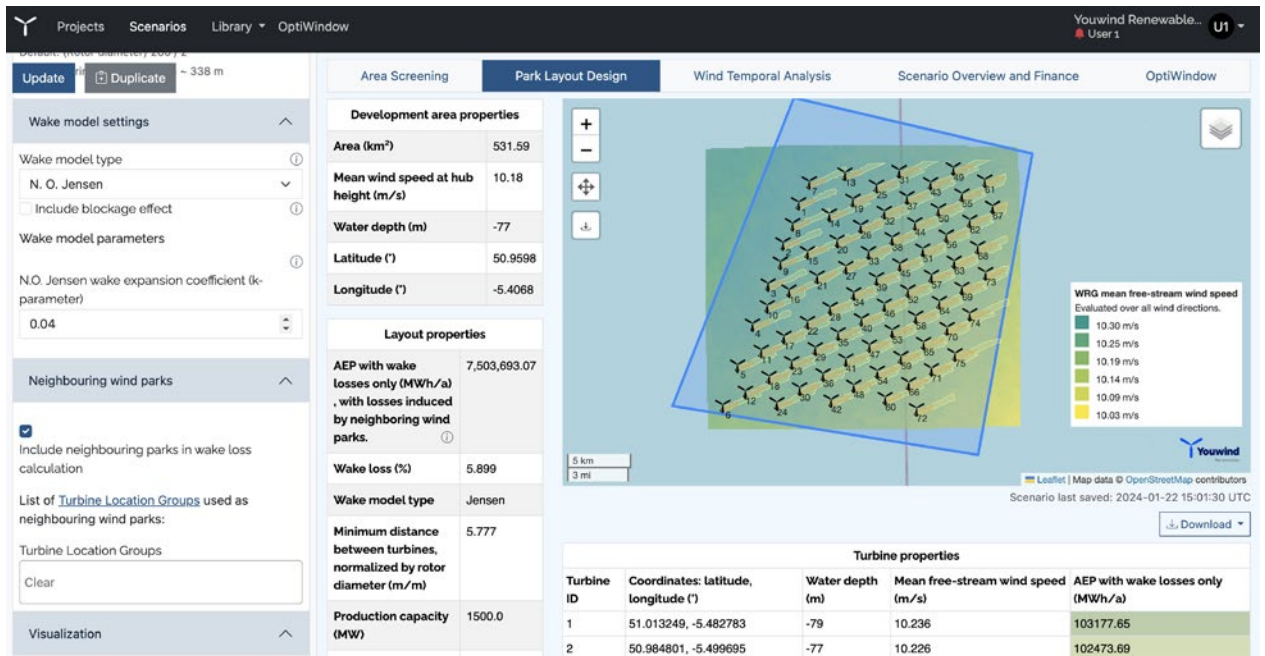 Projects Scenarios Library OptiWindow
Youwind Renewable...
User 1
U1
~ 338 m
Update Duplicate
Area Screening Park Layout Design Wind Temporal Analysis Scenario Overview and Finance OptiWindow
Wake model settings
Wake model type
N. O. Jensen
Include blockage effect
Wake model parameters
N.O. Jensen wake expansion coefficient (k-
parameter)
0.04
Neighbouring wind parks
Include neighbouring parks in wake loss
calculation
List of Turbine Location Groups used as
neighbouring wind parks:
Turbine Location Groups
Clear
Visualization
Development area properties
Area (km²) 531.59
Mean wind speed at hub
height (m/s)
10.18
Water depth (m) -77
Latitude (°) 50.9598
Longitude (°) -5.4068
Layout properties
AEP with wake
losses only (MWh/a)
, with losses induced
by neighboring wind
parks.
7,503,693.07
Wake loss (%) 5.899
Wake model type Jensen
Minimum distance
between turbines,
normalized by rotor
diameter (m/m)
5.777
Production capacity
(MW)
1500.0
+
−
WRG mean free-stream wind speed
Evaluated over all wind directions.
10.30 m/s
10.25 m/s
10.19 m/s
10.14 m/s
10.09 m/s
10.03 m/s
Youwind
5 km
3 mi
Leaflet | Map data © OpenStreetMap contributors
Scenario last saved: 2024-01-22 15:01:30 UTC
Download
Turbine properties
Turbine
ID
Coordinates: latitude,
longitude (°)
Water depth
(m)
Mean free-stream wind speed
(m/s)
AEP with wake losses only
(MWh/a)
1 51.013249, -5.482783 -79 10.236 103177.65
2 50.984801, -5.499695 -77 10.226 102473.69